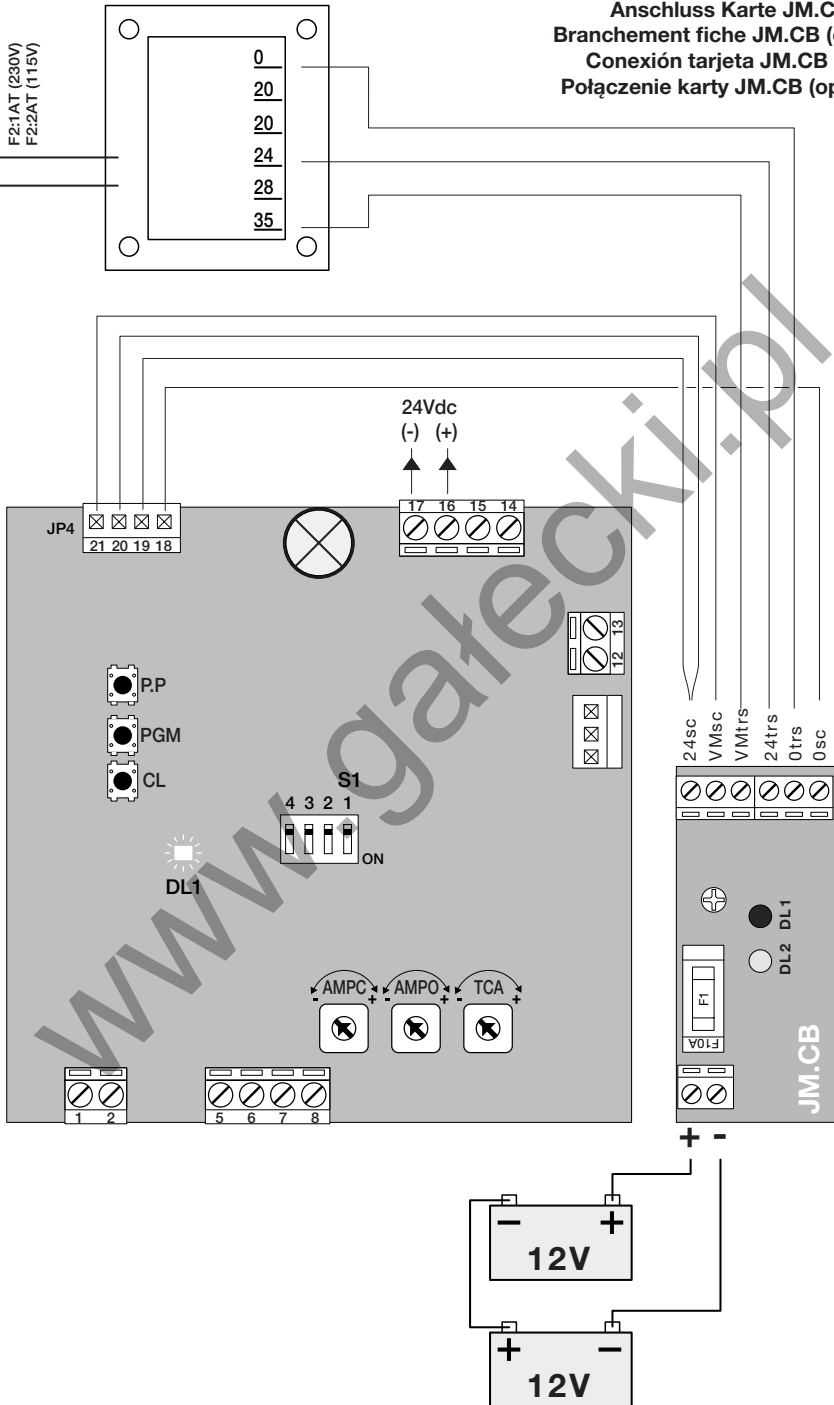 Anschluss Karte JM.C
Branchement fiche JM.CB (
Conexión tarjeta JM.CB
Połączenie karty JM.CB (op
F2:1AT (230V)
F2:2AT (115V)
0
20
20
24
28
35
24Vdc
(-) (+)
JP4
21 20 19 18
17 16 15 14
13
12
P.P
PGM
CL
S1
4 3 2 1
ON
DL1
AMPC
- +
AMPO
- +
TCA
- +
1 2
5 6 7 8
24sc
VMsc
VMtrs
24trs
0trs
0sc
DL1
DL2
F1
F10A
JM.CB
+ -
- +
12V
+ -
12V
www.gałecki.pl